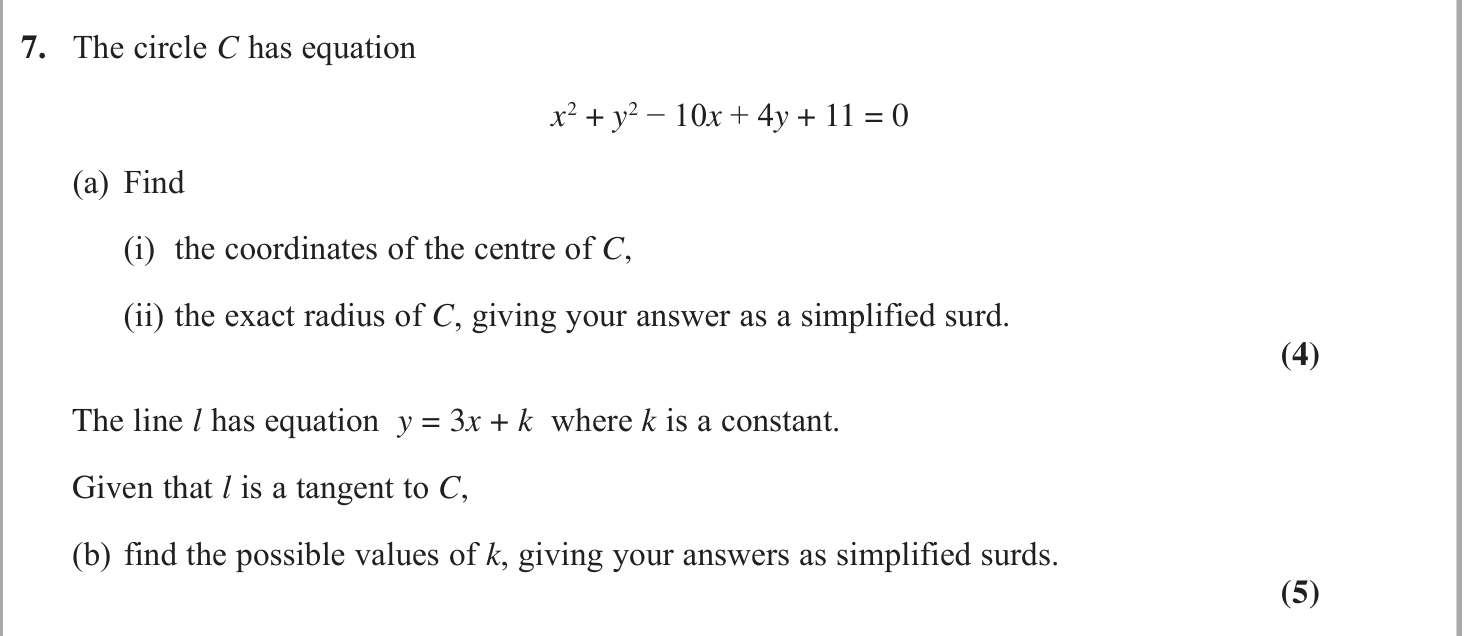 7. The circle C has equation
x² + y² − 10x + 4y + 11 = 0
(a) Find
(i) the coordinates of the centre of C,
(ii) the exact radius of C, giving your answer as a simplified surd.
(4)
The line l has equation y = 3x + k where k is a constant.
Given that l is a tangent to C,
(b) find the possible values of k, giving your answers as simplified surds.
(5)